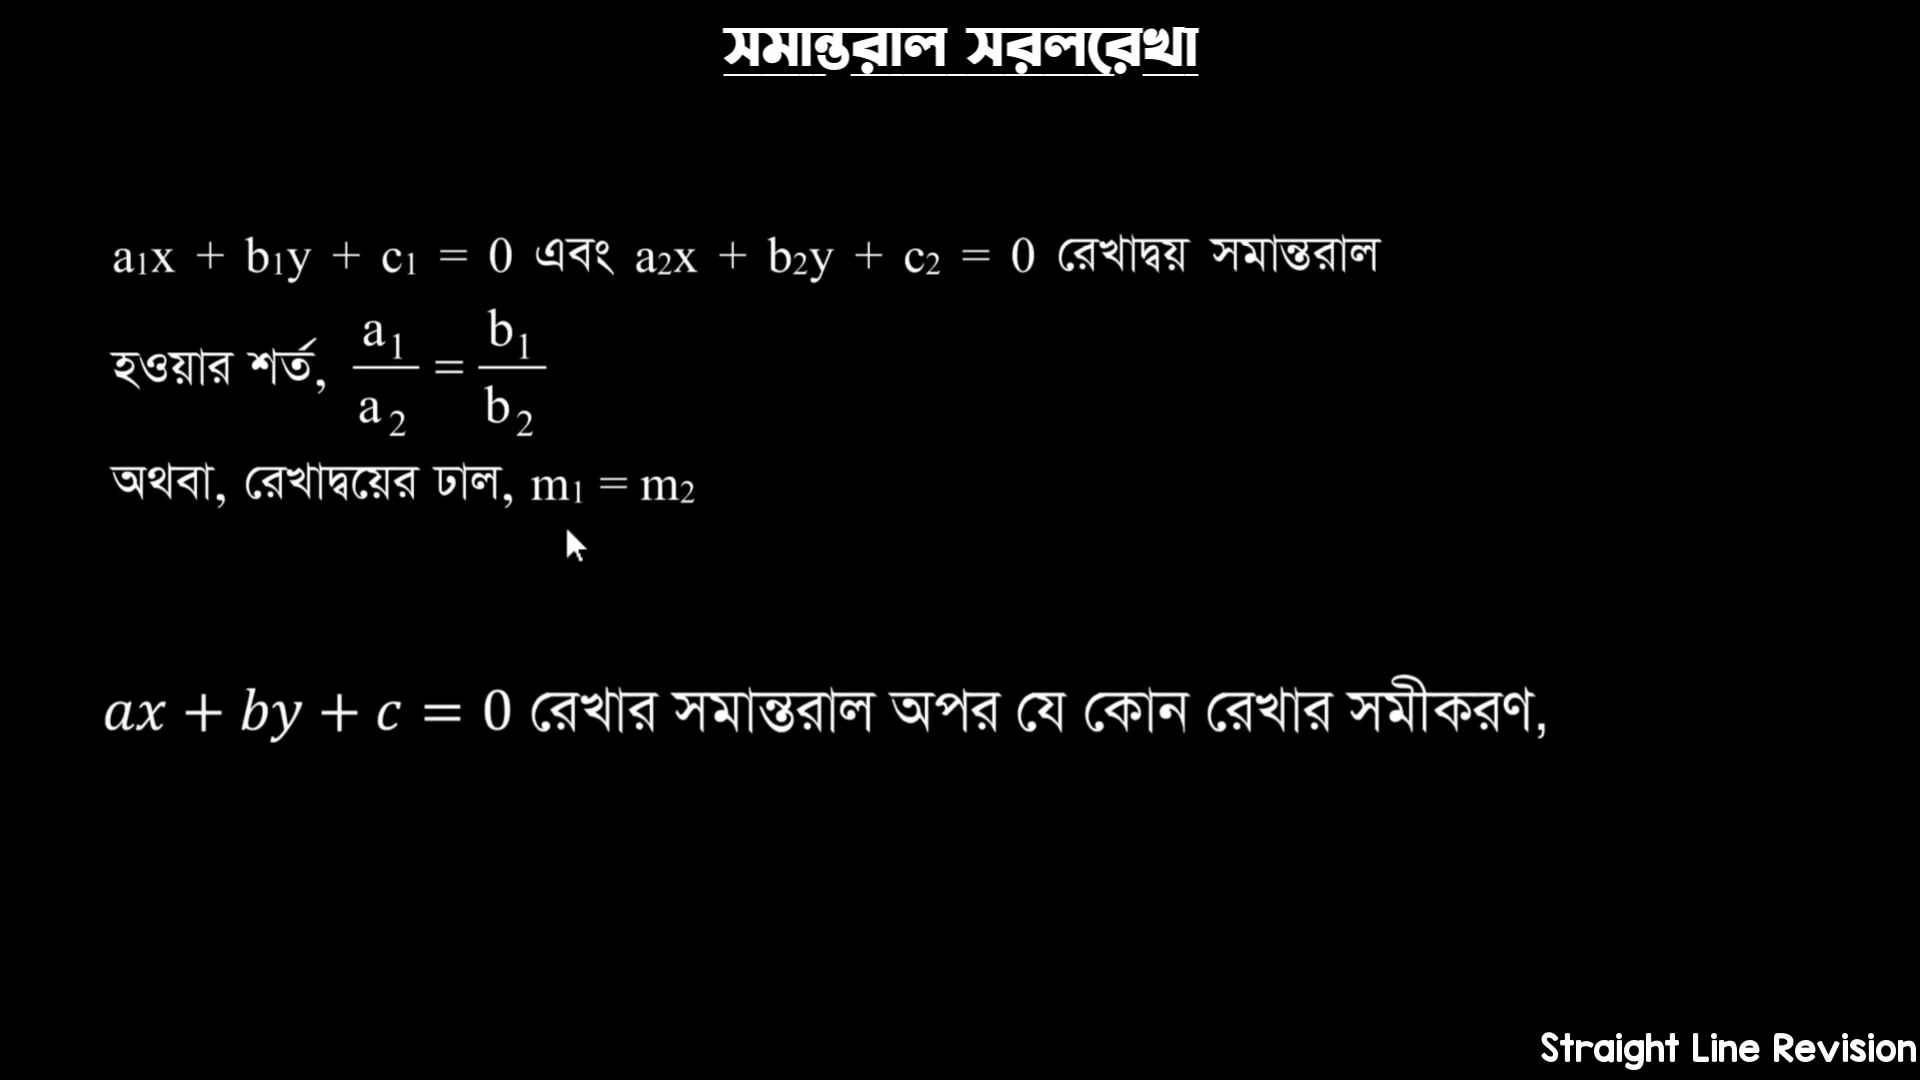 সমান্তরাল সরলরেখা
a₁x + b₁y + c₁ = 0 এবং a₂x + b₂y + c₂ = 0 রেখাদ্বয় সমান্তরাল
হওয়ার শর্ত, a₁/a₂ = b₁/b₂
অথবা, রেখাদ্বয়ের ঢাল, m₁ = m₂
ax + by + c = 0 রেখার সমান্তরাল অপর যে কোন রেখার সমীকরণ,
Straight Line Revision